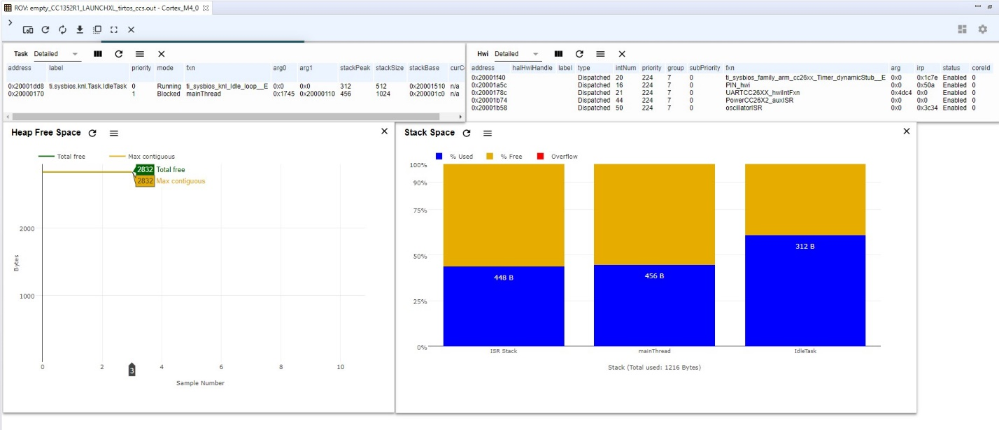 ROV: empty_CC1352R1_LAUNCHXL_tirtos_ccs.out - Cortex_M4_0
Task Detailed
address label priority mode fxn arg0 arg1 stackPeak stackSize stackBase curC
0x20001dd8 ti.sysbios.knl.Task.IdleTask 0 Running ti_sysbios_knl_Idle_loop__E 0x0 0x0 312 512 0x20001510 n/a
0x20000170 1 Blocked mainThread 0x1745 0x20000110 456 1024 0x200001c0 n/a
Hwi Detailed
address halHwiHandle label type intNum priority group subPriority fxn arg irp status coreId
0x20001f40 Dispatched 20 224 7 0 ti_sysbios_family_arm_cc26xx_Timer_dynamicStub__E 0x0 0x1c7e Enabled 0
0x20001a5c Dispatched 16 224 7 0 PIN_hwi 0x0 0x50a Enabled 0
0x2000178c Dispatched 21 224 7 0 UARTCC26XX_hwiIntFxn 0x4dc4 0x0 Enabled 0
0x20001b74 Dispatched 44 224 7 0 PowerCC26X2_auxISR 0x0 0x0 Enabled 0
0x20001b58 Dispatched 50 224 7 0 oscillatorISR 0x0 0x3c34 Enabled 0
Heap Free Space
Total free Max contiguous
2832 Total free
2832 Max contiguous
2000
1000
Bytes
0 2 3 4 6 8 10
Sample Number
Stack Space
% Used % Free Overflow
100%
90%
75%
50%
25%
0%
448 B 456 B 312 B
ISR Stack mainThread IdleTask
Stack (Total used: 1216 Bytes)